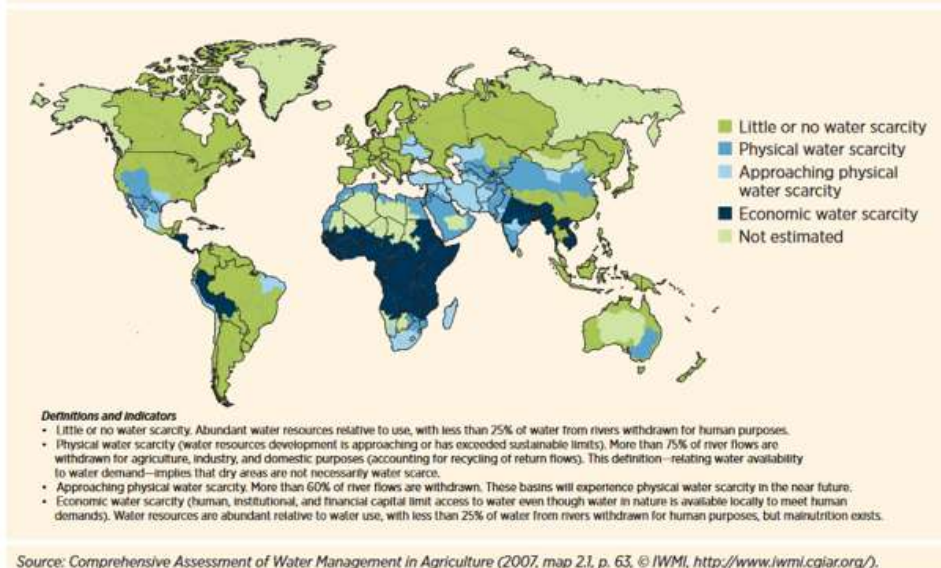 Little or no water scarcity
Physical water scarcity
Approaching physical
water scarcity
Economic water scarcity
Not estimated
Definitions and indicators
• Little or no water scarcity. Abundant water resources relative to use, with less than 25% of water from rivers withdrawn for human purposes.
• Physical water scarcity (water resources development is approaching or has exceeded sustainable limits). More than 75% of river flows are
withdrawn for agriculture, industry, and domestic purposes (accounting for recycling of return flows). This definition—relating water availability
to water demand—implies that dry areas are not necessarily water scarce.
• Approaching physical water scarcity. More than 60% of river flows are withdrawn. These basins will experience physical water scarcity in the near future.
• Economic water scarcity (human, institutional, and financial capital limit access to water even though water in nature is available locally to meet human
demands). Water resources are abundant relative to water use, with less than 25% of water from rivers withdrawn for human purposes, but malnutrition exists.
Source: Comprehensive Assessment of Water Management in Agriculture (2007, map 2.1, p. 63, © IWMI, http://www.iwmi.cgiar.org/).